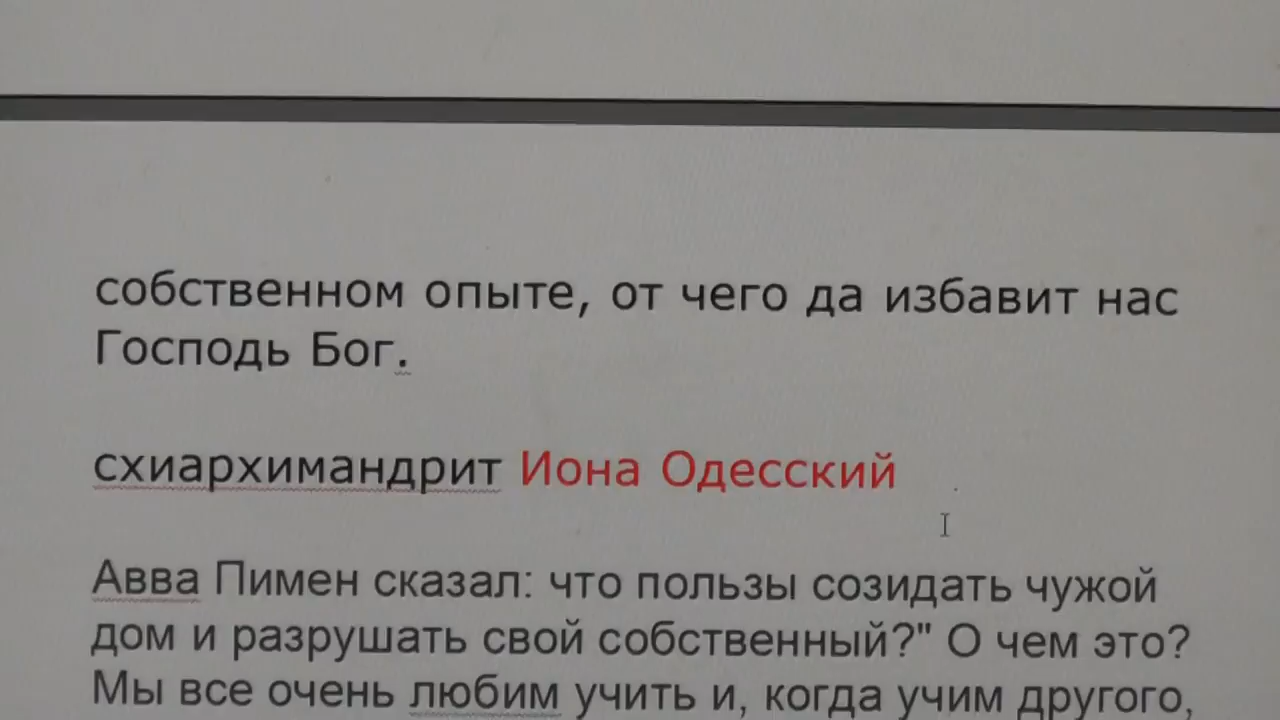 собственном опыте, от чего да избавит нас
Господь Бог.
схиархимандрит Иона Одесский
Авва Пимен сказал: что пользы созидать чужой
дом и разрушать свой собственный?" О чем это?
Мы все очень любим учить и, когда учим другого,